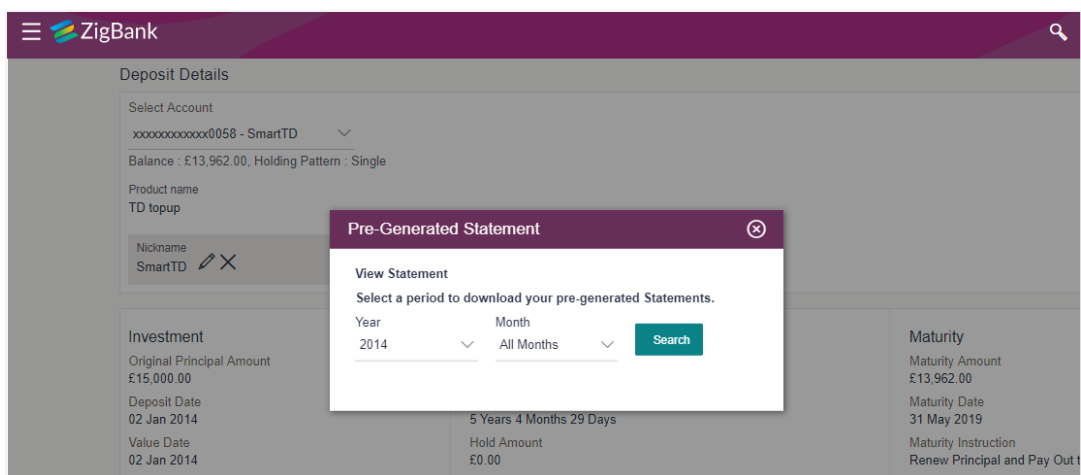 ZigBank
Deposit Details
Select Account
xxxxxxxxxxxx0058 - SmartTD
Balance : £13,962.00, Holding Pattern : Single
Product name
TD topup
Nickname
SmartTD
Pre-Generated Statement
View Statement
Select a period to download your pre-generated Statements.
Year
Month
2014
All Months
Search
Investment
Original Principal Amount
£15,000.00
Deposit Date
02 Jan 2014
Value Date
02 Jan 2014
5 Years 4 Months 29 Days
Hold Amount
£0.00
Maturity
Maturity Amount
£13,962.00
Maturity Date
31 May 2019
Maturity Instruction
Renew Principal and Pay Out